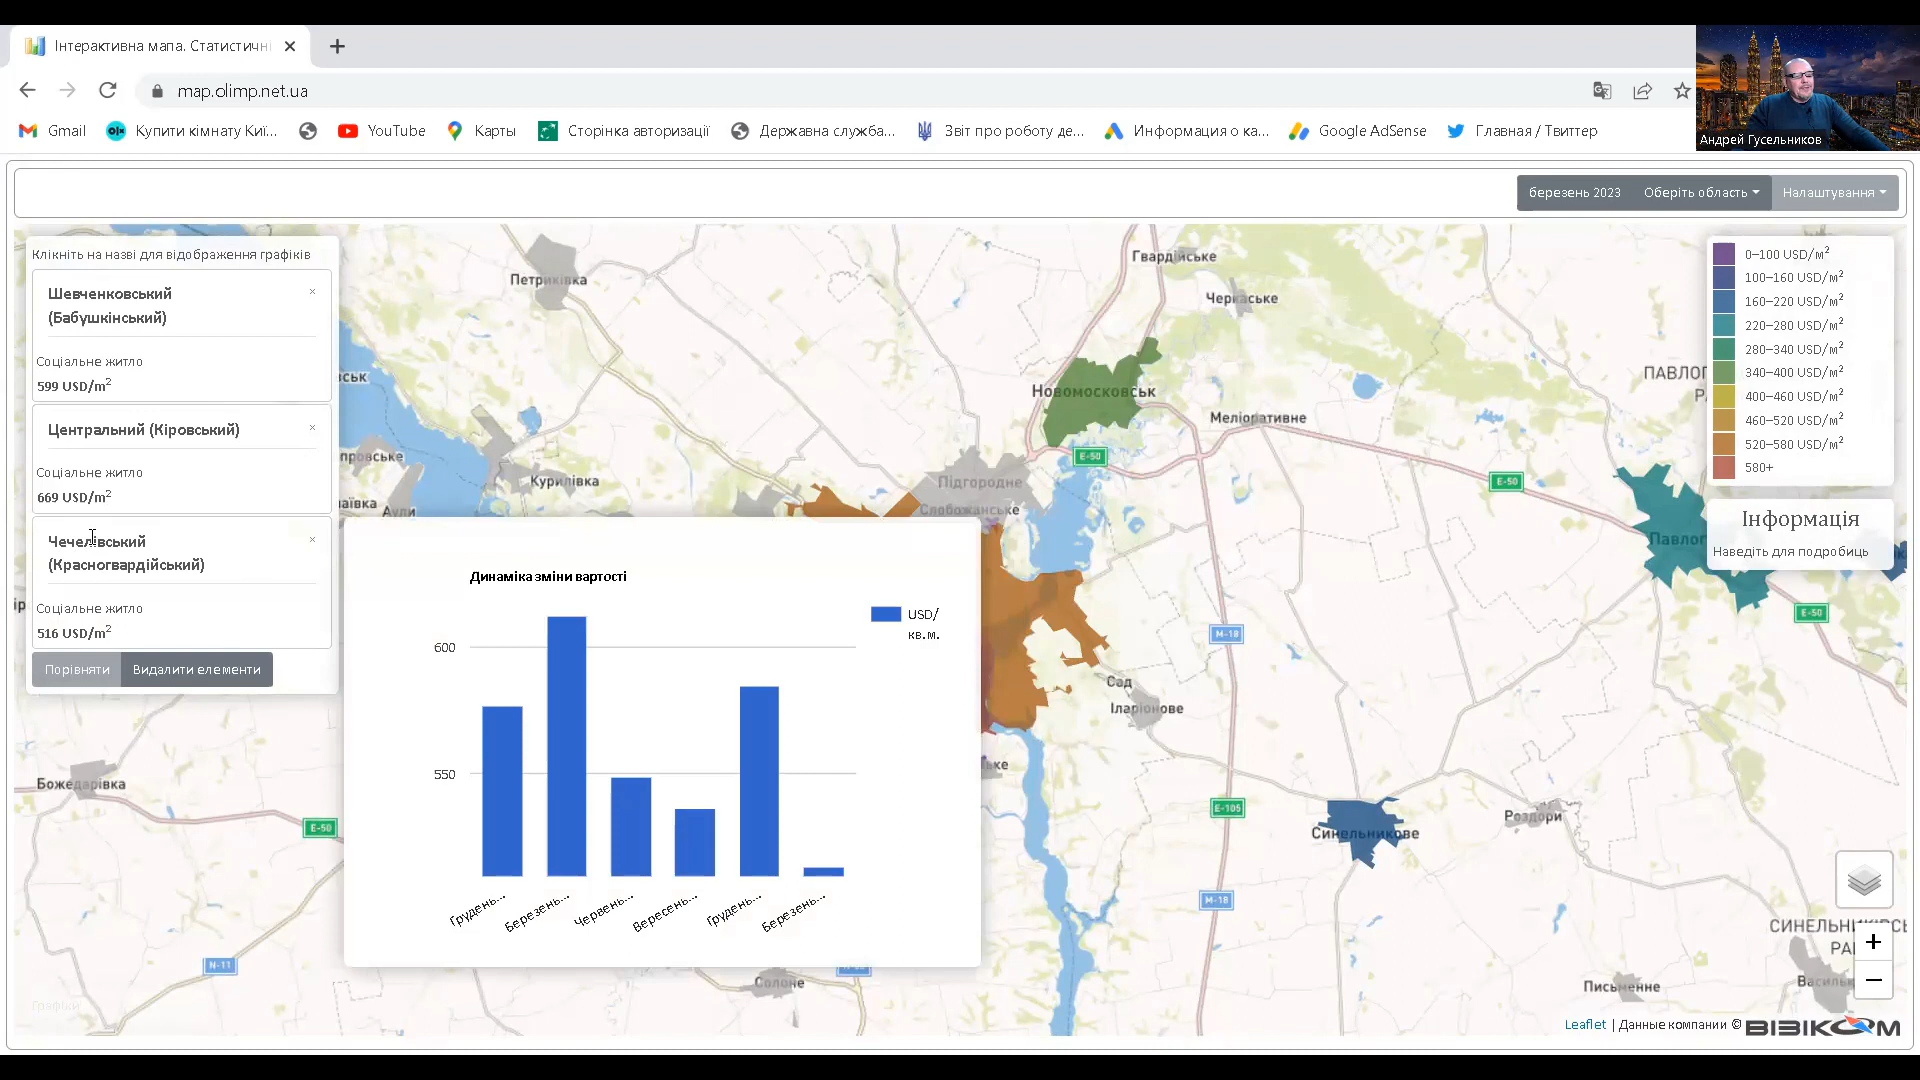 Інтерактивна мапа. Статистичн
map.olimp.net.ua
Gmail
Купити кімнату Киї...
YouTube
Карты
Сторінка авторизації
Державна служба...
Звіт про роботу де...
Информация о ка...
Google AdSense
Главная / Твиттер
Андрей Гусельников
березень 2023
Оберіть область
Налаштування
Клікніть на назві для відображення графіків
Шевченковський
(Бабушкінський)
×
Соціальне житло
599 USD/m²
Центральний (Кіровський)
×
Соціальне житло
669 USD/m²
Чечелівський
(Красногвардійський)
×
Соціальне житло
516 USD/m²
Порівняти
Видалити елементи
Динаміка зміни вартості
USD/
кв.м.
600
550
Грудень...
Березень...
Червень...
Вересень...
Грудень...
Березень...
0–100 USD/м²
100–160 USD/м²
160–220 USD/м²
220–280 USD/м²
280–340 USD/м²
340–400 USD/м²
400–460 USD/м²
460–520 USD/м²
520–580 USD/м²
580+
Інформація
Наведіть для подробиць
Петриківка
Гвардійське
Черкаське
Новомосковськ
Меліоративне
E-50
E-50
Курилівка
Аули
Підгородне
Слобожанське
E-50
M-18
Сад
Іларіонове
Божедарівка
E-50
E-105
Синельникове
Роздори
M-18
N-11
Солоне
Письменне
Графіки
+
−
Leaflet | Данные компании © ВІЗІКОМ